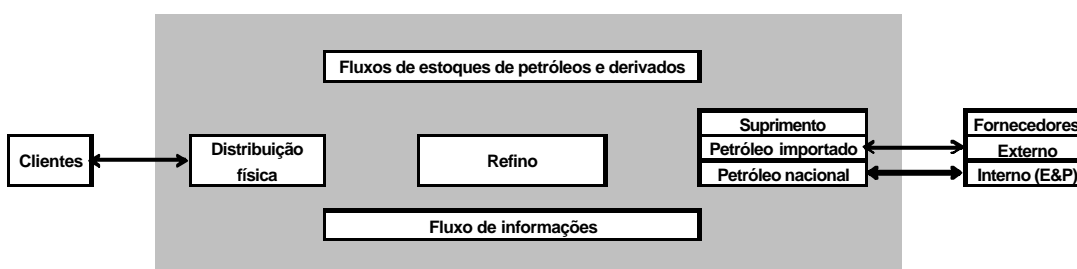 Fluxos de estoques de petróleos e derivados
Clientes
Distribuição
física
Refino
Suprimento
Petróleo importado
Petróleo nacional
Fornecedores
Externo
Interno (E&P)
Fluxo de informações